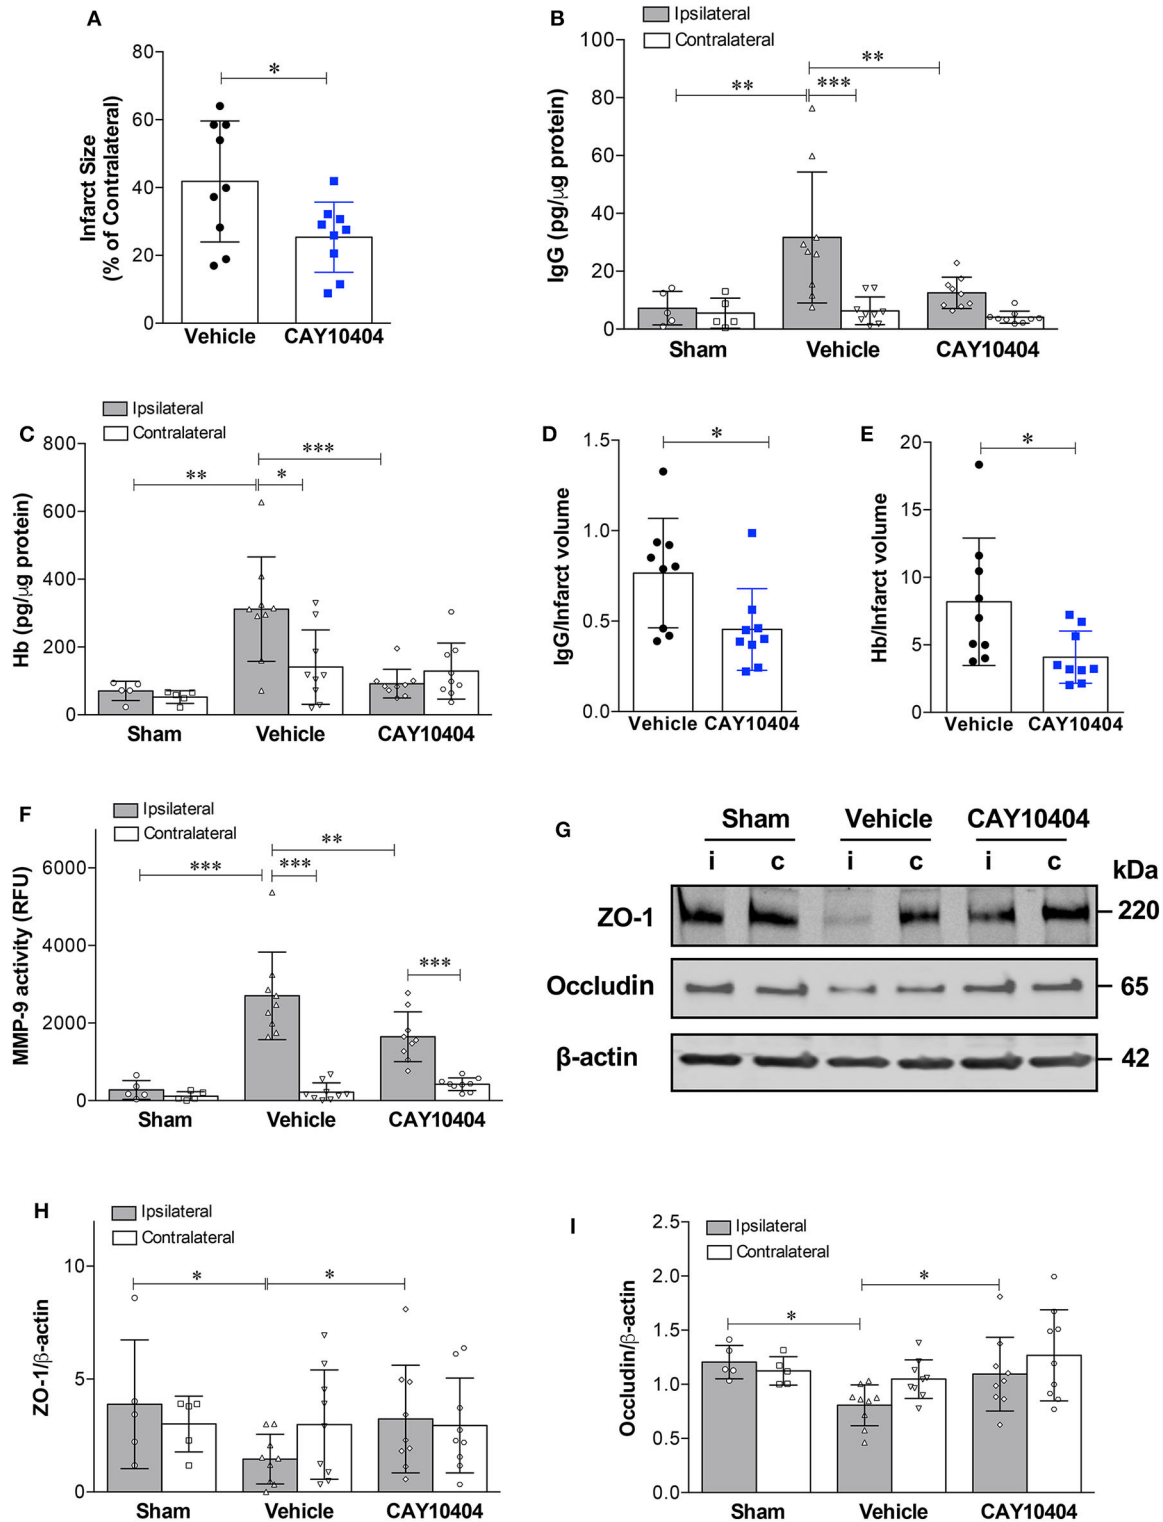 A
Infarct Size
(% of Contralateral)
80
60
40
20
0
*
Vehicle CAY10404
B
Ipsilateral
Contralateral
IgG (pg/μg protein)
100
80
60
40
20
0
**
**
***
Sham Vehicle CAY10404
C
Ipsilateral
Contralateral
Hb (pg/μg protein)
800
600
400
200
0
***
**
*
Sham Vehicle CAY10404
D
IgG/Infarct volume
1.5
1.0
0.5
0.0
*
Vehicle CAY10404
E
Hb/Infarct volume
20
15
10
5
0
*
Vehicle CAY10404
F
Ipsilateral
Contralateral
MMP-9 activity (RFU)
6000
4000
2000
0
**
***
***
***
Sham Vehicle CAY10404
G
Sham Vehicle CAY10404
i c i c i c
kDa
ZO-1 220
Occludin 65
β-actin 42
H
Ipsilateral
Contralateral
ZO-1/β-actin
10
5
0
*
*
Sham Vehicle CAY10404
I
Ipsilateral
Contralateral
Occludin/β-actin
2.5
2.0
1.5
1.0
0.5
0.0
*
*
Sham Vehicle CAY10404